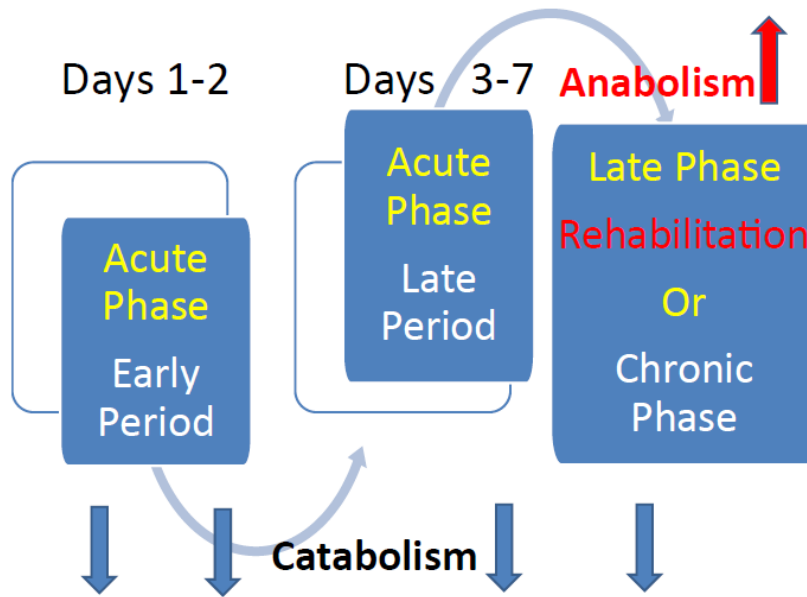 Days 1-2
Acute
Phase
Early
Period
Days 3-7
Acute
Phase
Late
Period
Anabolism
Late Phase
Rehabilitation
Or
Chronic
Phase
Catabolism